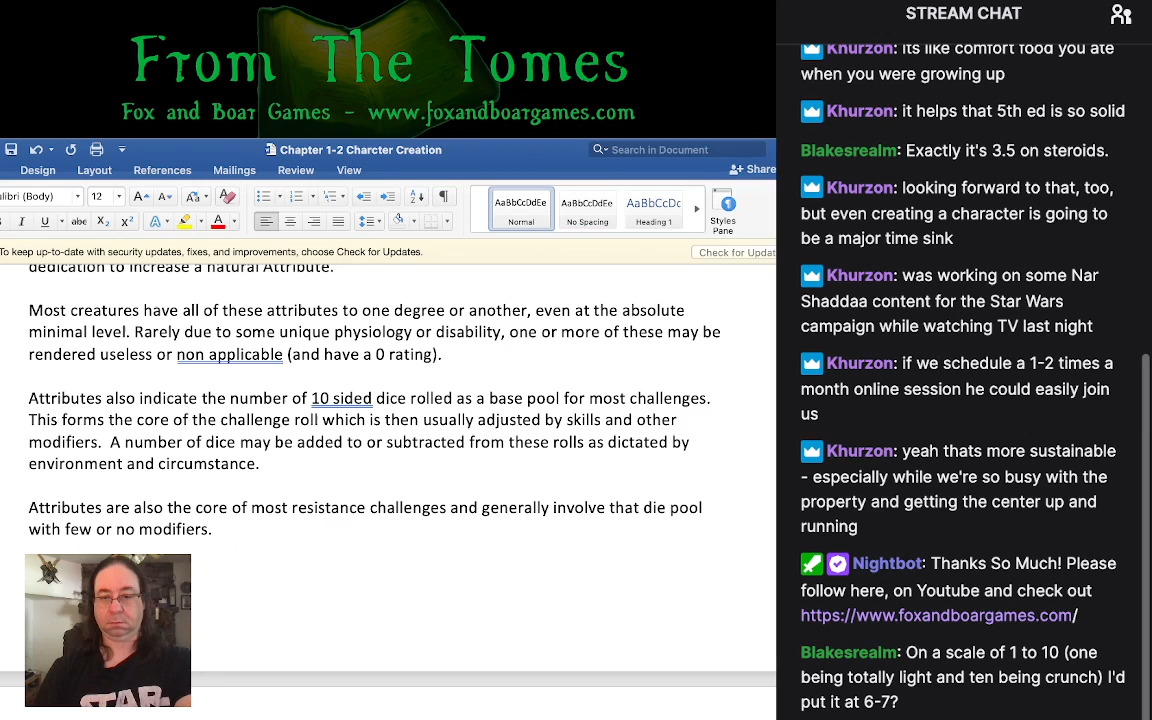 From The Tomes
Fox and Boar Games - www.foxandboargames.com
Chapter 1-2 Charcter Creation
Search in Document
Design
Layout
References
Mailings
Review
View
Share
alibri (Body)
12
AaBbCcDdEe
AaBbCcDdEe
AaBbCcDc
Normal
No Spacing
Heading 1
Styles
Pane
To keep up-to-date with security updates, fixes, and improvements, choose Check for Updates.
Check for Updat
dedication to increase a natural Attribute.
Most creatures have all of these attributes to one degree or another, even at the absolute
minimal level. Rarely due to some unique physiology or disability, one or more of these may be
rendered useless or non applicable (and have a 0 rating).
Attributes also indicate the number of 10 sided dice rolled as a base pool for most challenges.
This forms the core of the challenge roll which is then usually adjusted by skills and other
modifiers. A number of dice may be added to or subtracted from these rolls as dictated by
environment and circumstance.
Attributes are also the core of most resistance challenges and generally involve that die pool
with few or no modifiers.
STAR
STREAM CHAT
Khurzon: its like comfort food you ate
when you were growing up
Khurzon: it helps that 5th ed is so solid
Blakesrealm: Exactly it's 3.5 on steroids.
Khurzon: looking forward to that, too,
but even creating a character is going to
be a major time sink
Khurzon: was working on some Nar
Shaddaa content for the Star Wars
campaign while watching TV last night
Khurzon: if we schedule a 1-2 times a
month online session he could easily join
us
Khurzon: yeah thats more sustainable
- especially while we're so busy with the
property and getting the center up and
running
Nightbot: Thanks So Much! Please
follow here, on Youtube and check out
https://www.foxandboargames.com/
Blakesrealm: On a scale of 1 to 10 (one
being totally light and ten being crunch) I'd
put it at 6-7?